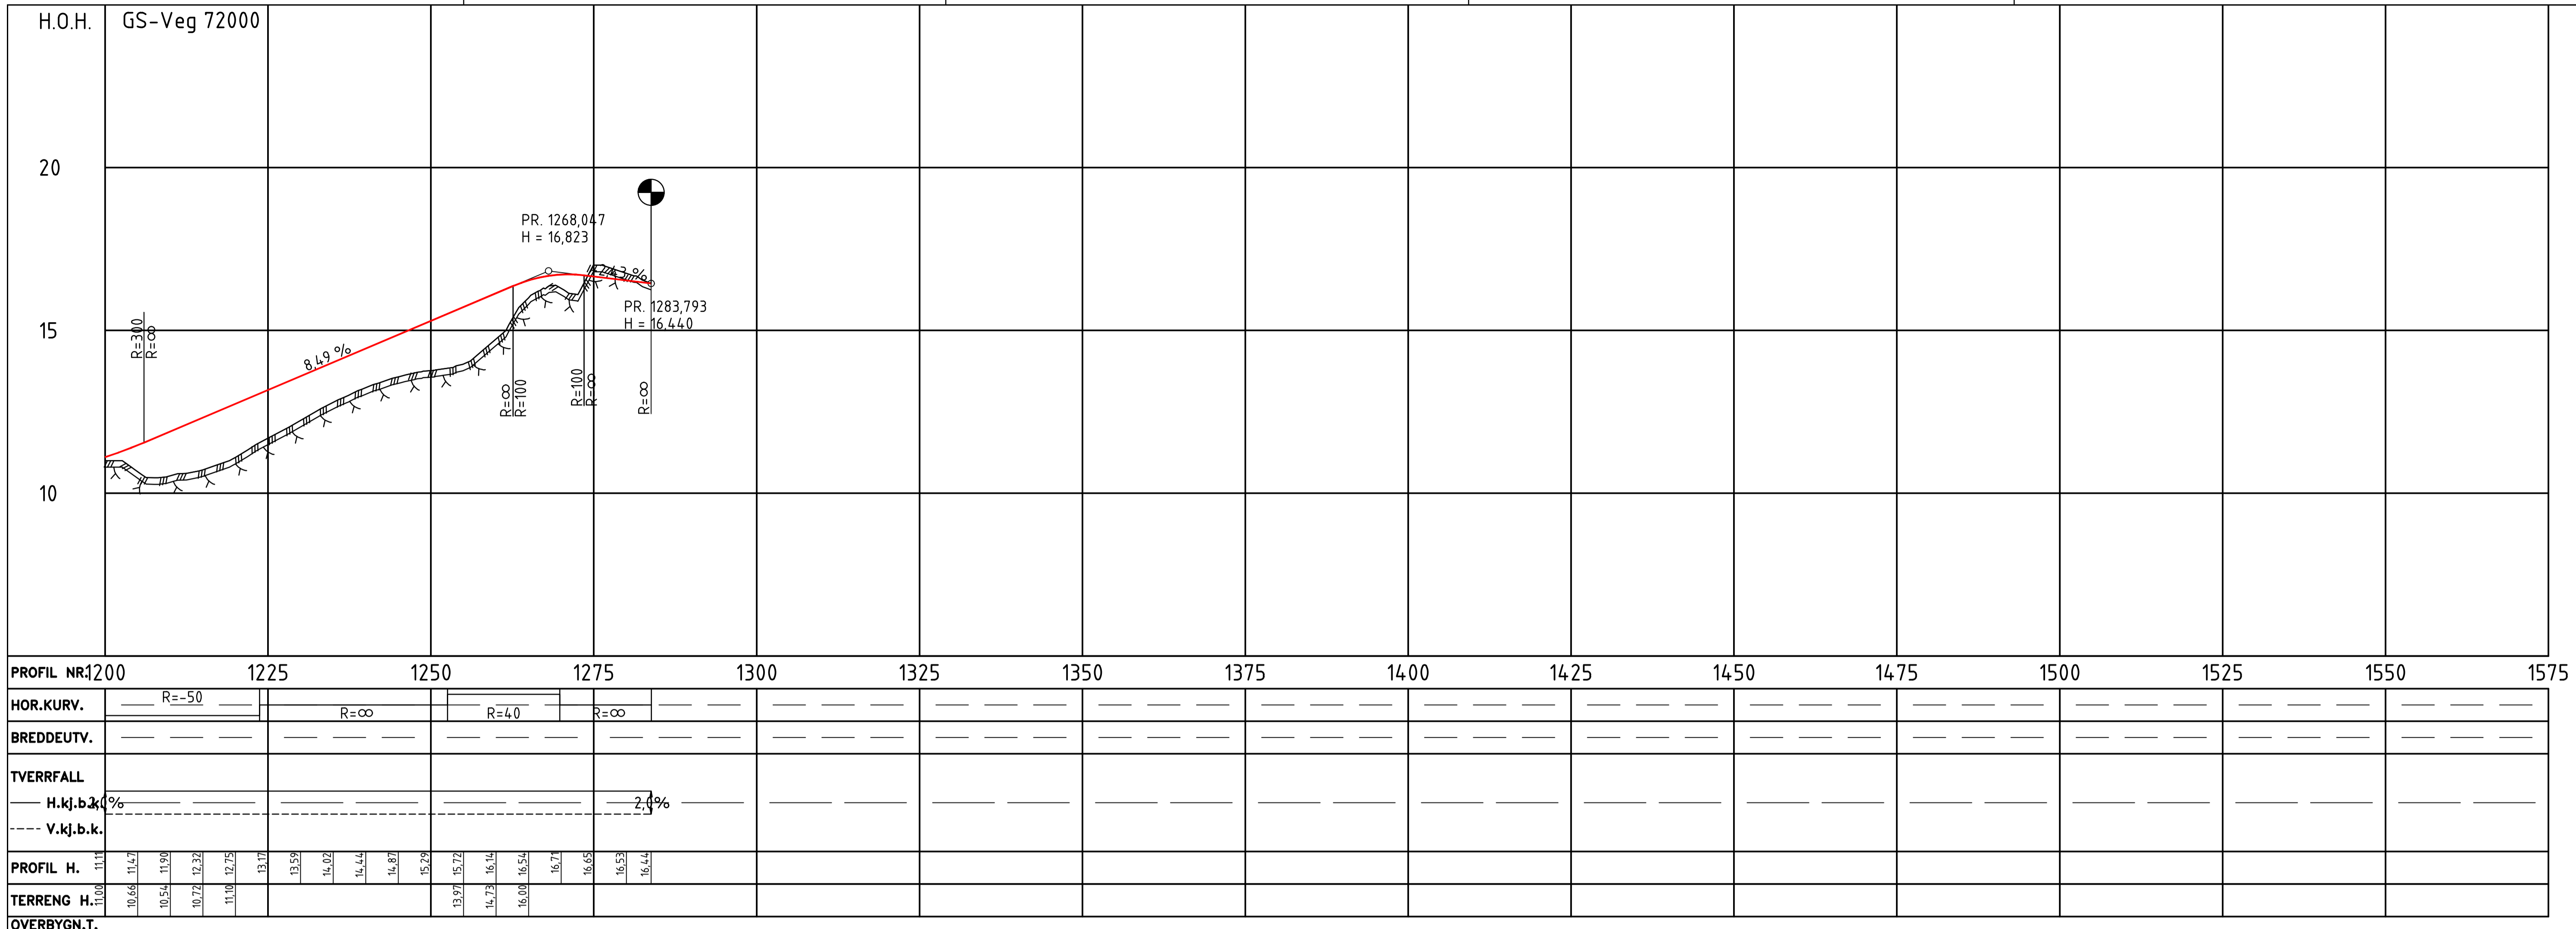 H.O.H. GS-Veg 72000
20
PR. 1268,047
H = 16,823
2,43 %
PR. 1283,793
H = 16,440
15
R=300
R=∞
8,49 %
R=∞
R=100
R=100
R=∞
R=∞
10
PROFIL NR. 1200 1225 1250 1275 1300 1325 1350 1375 1400 1425 1450 1475 1500 1525 1550 1575
HOR.KURV. R=-50 R=∞ R=40 R=∞
BREDDEUTV.
TVERRFALL
H.kj.b.k. 2,0% 2,0%
V.kj.b.k.
PROFIL H. 11,11 11,47 11,90 12,32 12,75 13,17 13,59 14,02 14,44 14,87 15,29 15,72 16,14 16,54 16,71 16,65 16,53 16,44
TERRENG H. 11,00 10,66 10,54 10,72 11,10 13,97 14,73 16,00
OVERBYGN.T.